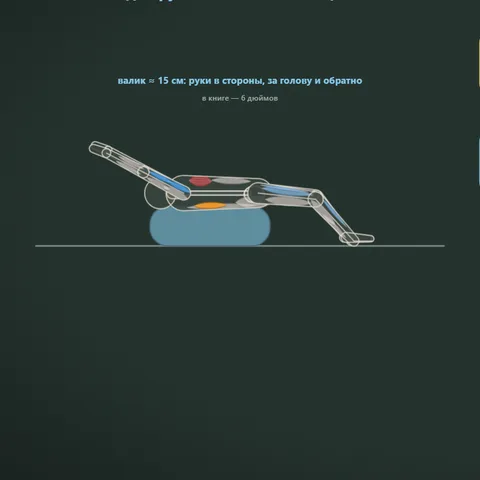 валик ≈ 15 см: руки в стороны, за голову и обратно
в книге — 6 дюймов